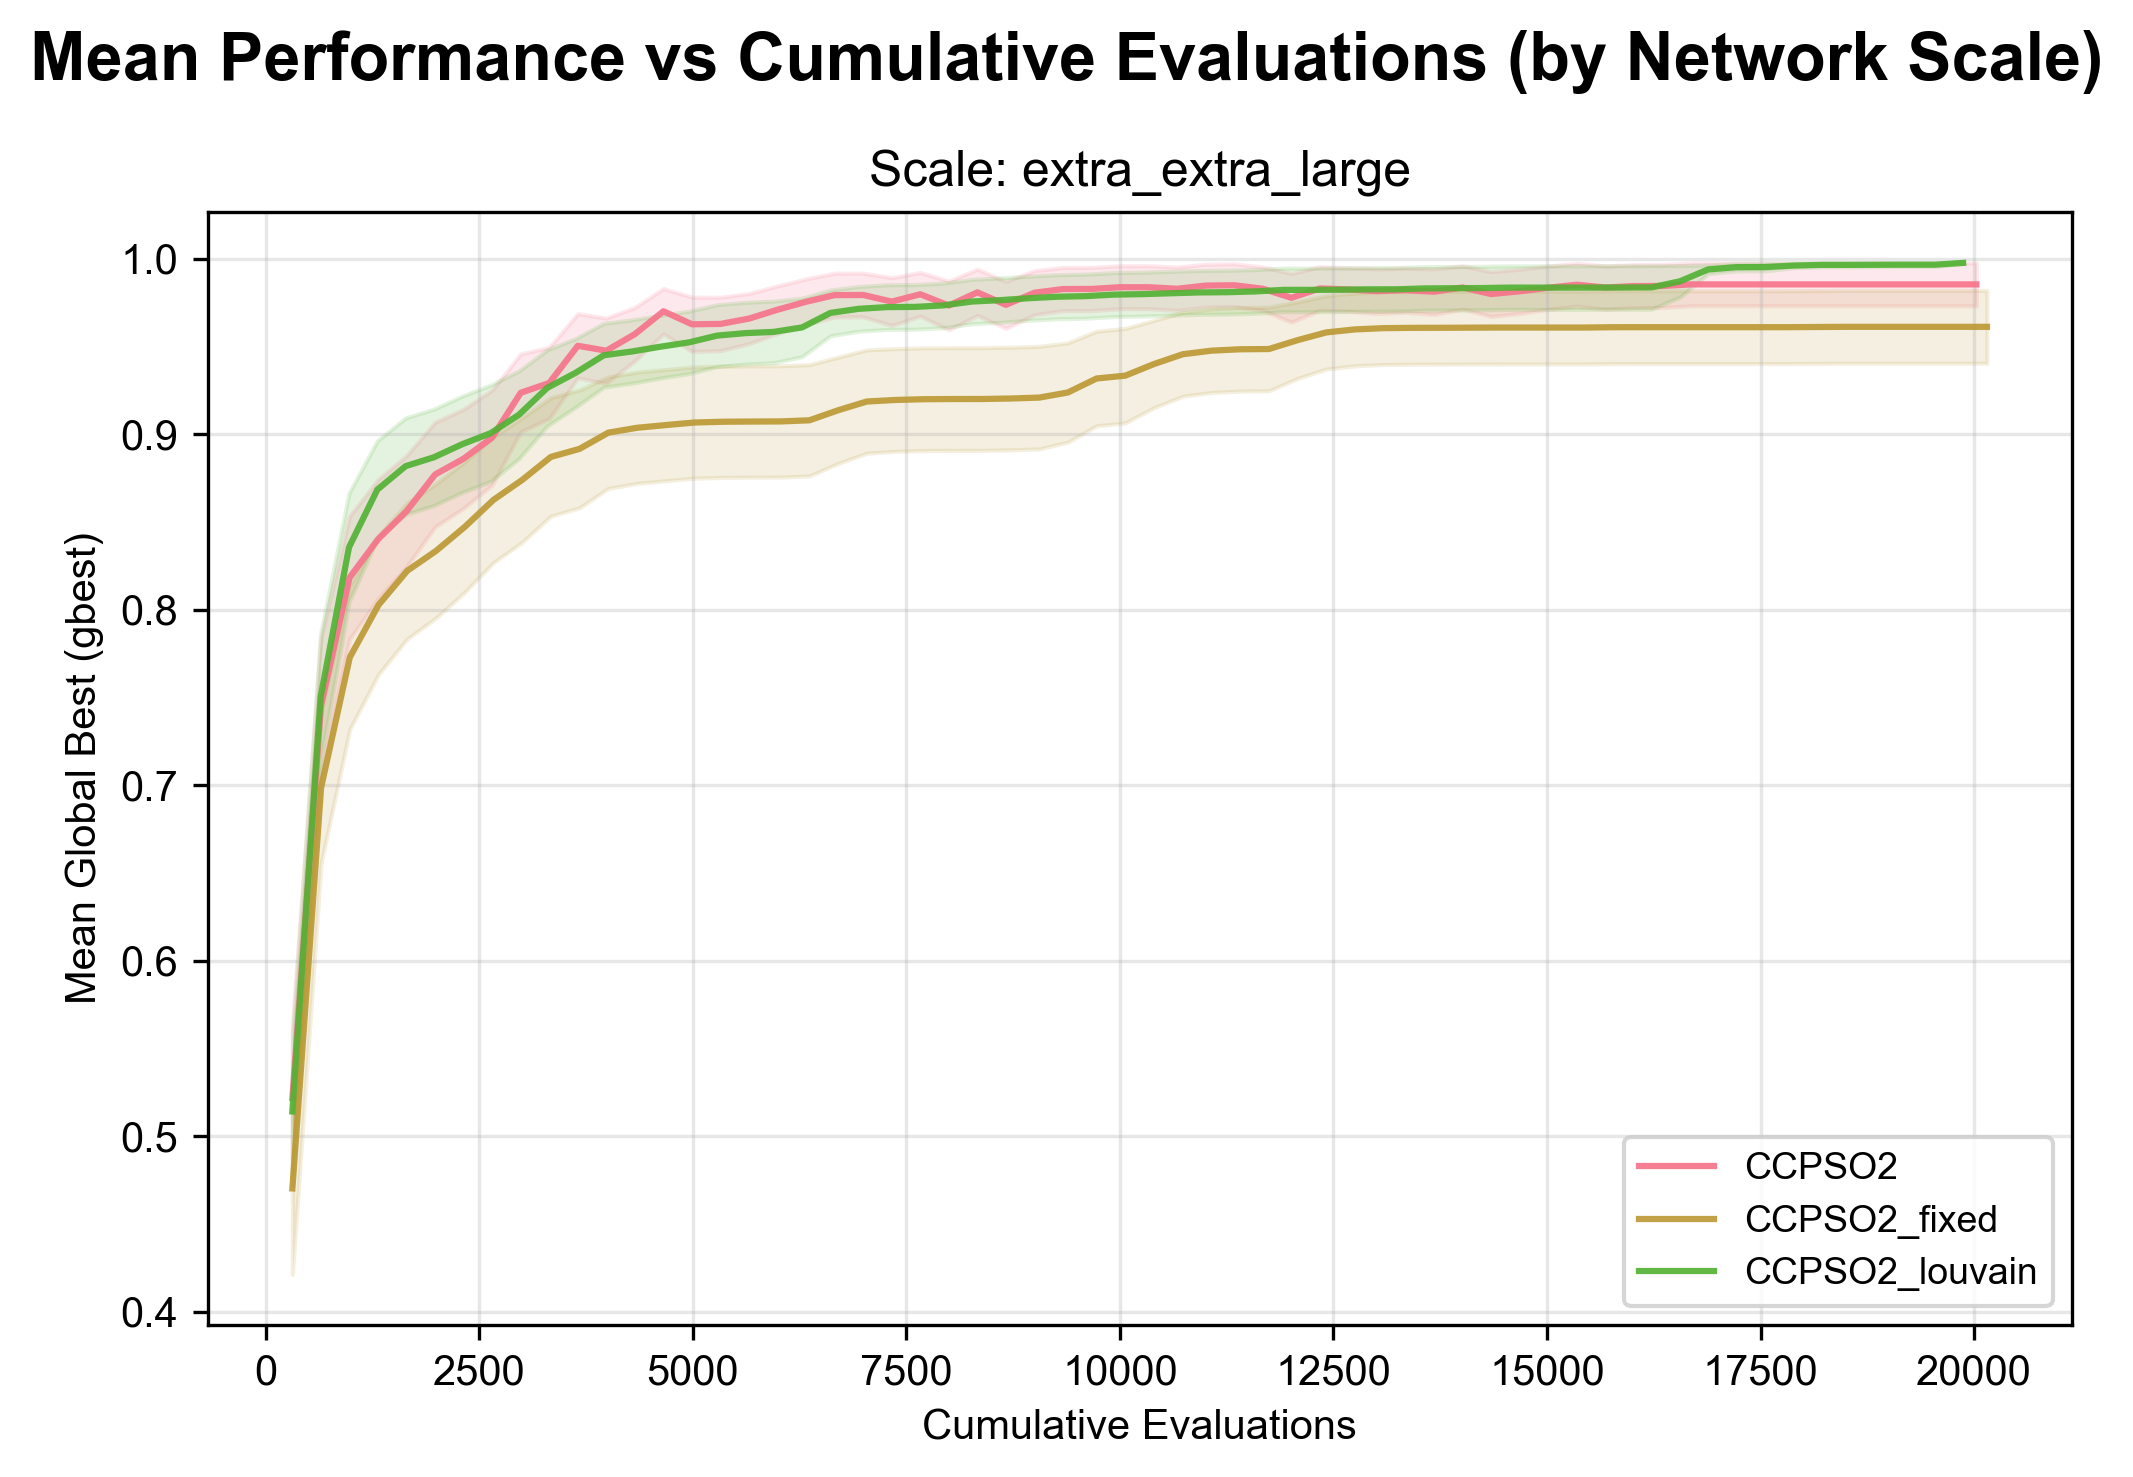 Mean Performance vs Cumulative Evaluations (by Network Scale)
Scale: extra_extra_large
Mean Global Best (gbest)
1.0
0.9
0.8
0.7
0.6
0.5
0.4
CCPSO2
CCPSO2_fixed
CCPSO2_louvain
0 2500 5000 7500 10000 12500 15000 17500 20000
Cumulative Evaluations